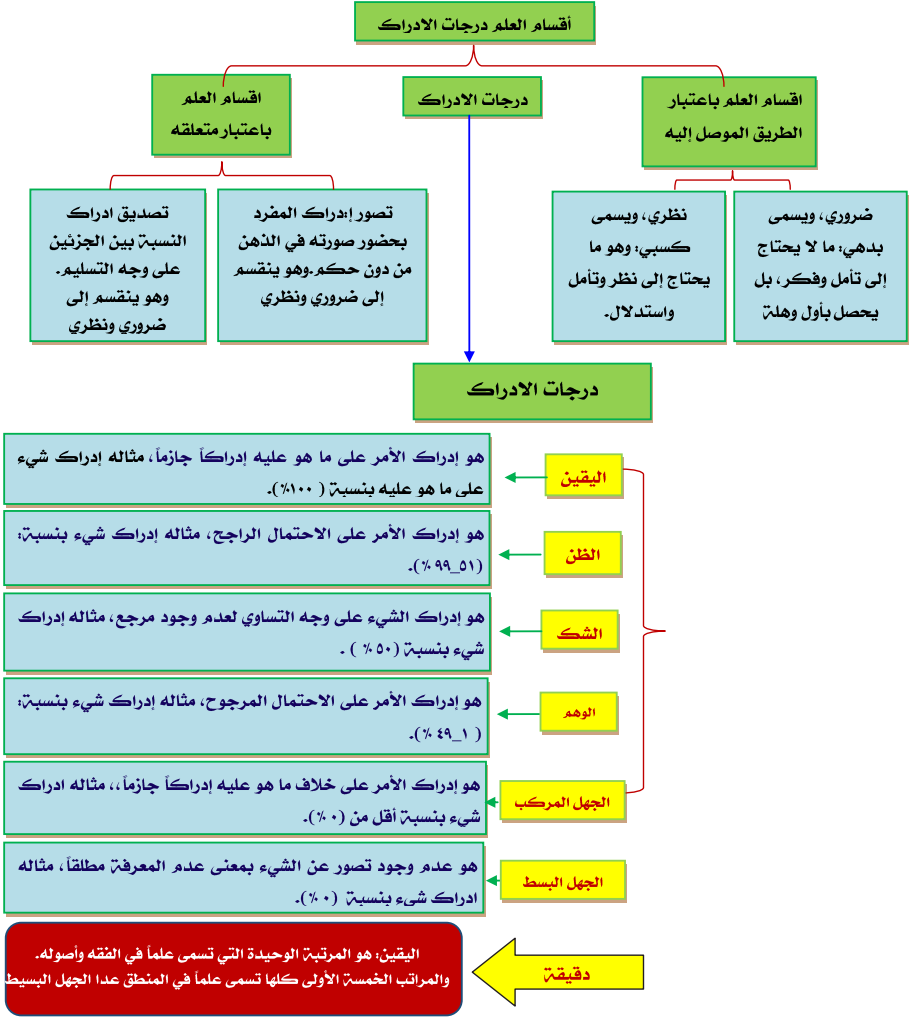 أقسام العلم درجات الادراك
اقسام العلم باعتبار
الطريق الموصل إليه
درجات الادراك
اقسام العلم
باعتبار متعلقه
ضروري، ويسمى
بدهي: ما لا يحتاج
إلى تأمل وفكر، بل
يحصل بأول وهلة
نظري، ويسمى
كسبي: وهو ما
يحتاج إلى نظر وتأمل
واستدلال.
تصور إ:دراك المفرد
بحضور صورته في الذهن
من دون حكم.وهو ينقسم
إلى ضروري ونظري
تصديق ادراك
النسبة بين الجزئين
على وجه التسليم.
وهو ينقسم إلى
ضروري ونظري
درجات الادراك
اليقين
هو إدراك الأمر على ما هو عليه إدراكاً جازماً، مثاله إدراك شيء
على ما هو عليه بنسبة ( ١٠٠٪).
الظن
هو إدراك الأمر على الاحتمال الراجح، مثاله إدراك شيء بنسبة:
(٥١_٩٩ ٪).
الشك
هو إدراك الشيء على وجه التساوي لعدم وجود مرجع، مثاله إدراك
شيء بنسبة (٥٠ ٪ ) .
الوهم
هو إدراك الأمر على الاحتمال المرجوح، مثاله إدراك شيء بنسبة:
( ١_٤٩ ٪).
الجهل المركب
هو إدراك الأمر على خلاف ما هو عليه إدراكاً جازماً،، مثاله ادراك
شيء بنسبة أقل من (٠ ٪).
الجهل البسط
هو عدم وجود تصور عن الشيء بمعنى عدم المعرفة مطلقاً، مثاله
ادراك شيء بنسبة (٠ ٪).
دقيقة
اليقين: هو المرتبة الوحيدة التي تسمى علماً في الفقه وأصوله.
والمراتب الخمسة الأولى كلها تسمى علماً في المنطق عدا الجهل البسيط